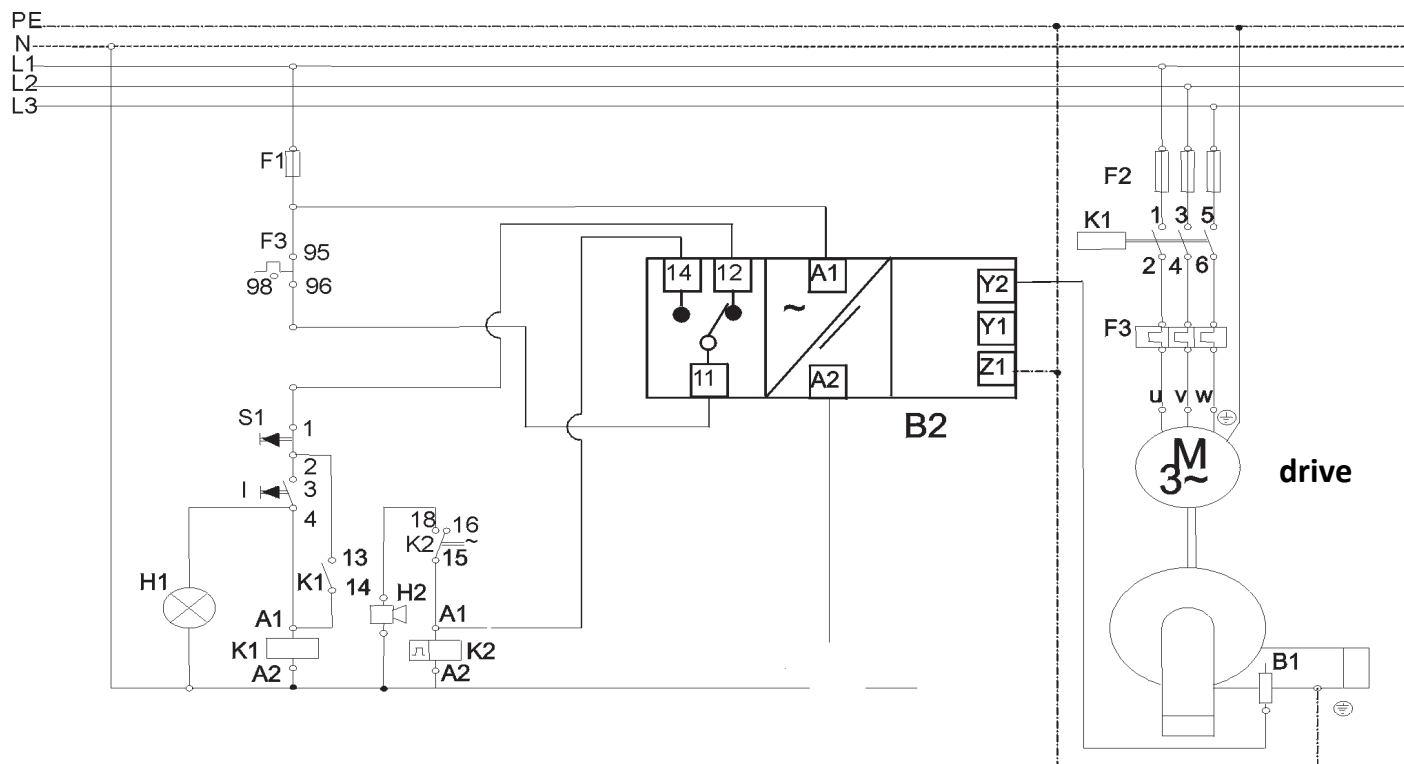 PE
N
L1
L2
L3
F1
F2
K1 1 3 5
F3 95
2 4 6
98 96
14 12 A1
~
Y2
F3
Y1
Z1
11 A2
u v w
S1 1
B2
2
M
3~
drive
I 3
4
18 16
K2 ~
15
13
H1 K1 14 H2
A1 A1
K1 K2
A2 A2
B1